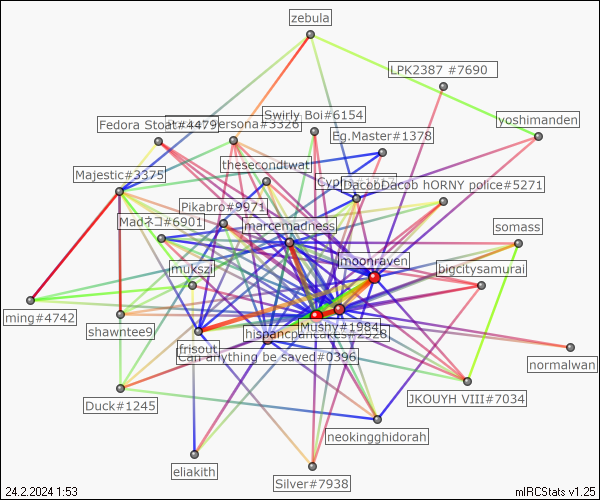 zebula
LPK2387 #7690
Swirly Boi#6154
yoshimanden
Fedora Stoat#4479
ersona#3326
Eg.Master#1378
thesecondtwat
Majestic#3375
DacobDacob hORNY police#5271
Pikabro#9971
Madネコ#6901
marcemadness
somass
moonraven
mukszi
bigcitysamurai
ming#4742
Mushy#1984
shawntee9
hispancpancakes#2526
frisout
Can anything be saved#0396
normalwan
Duck#1245
JKOUYH VIII#7034
neokingghidorah
eliakith
Silver#7938
24.2.2024 1:53
mIRCStats v1.25